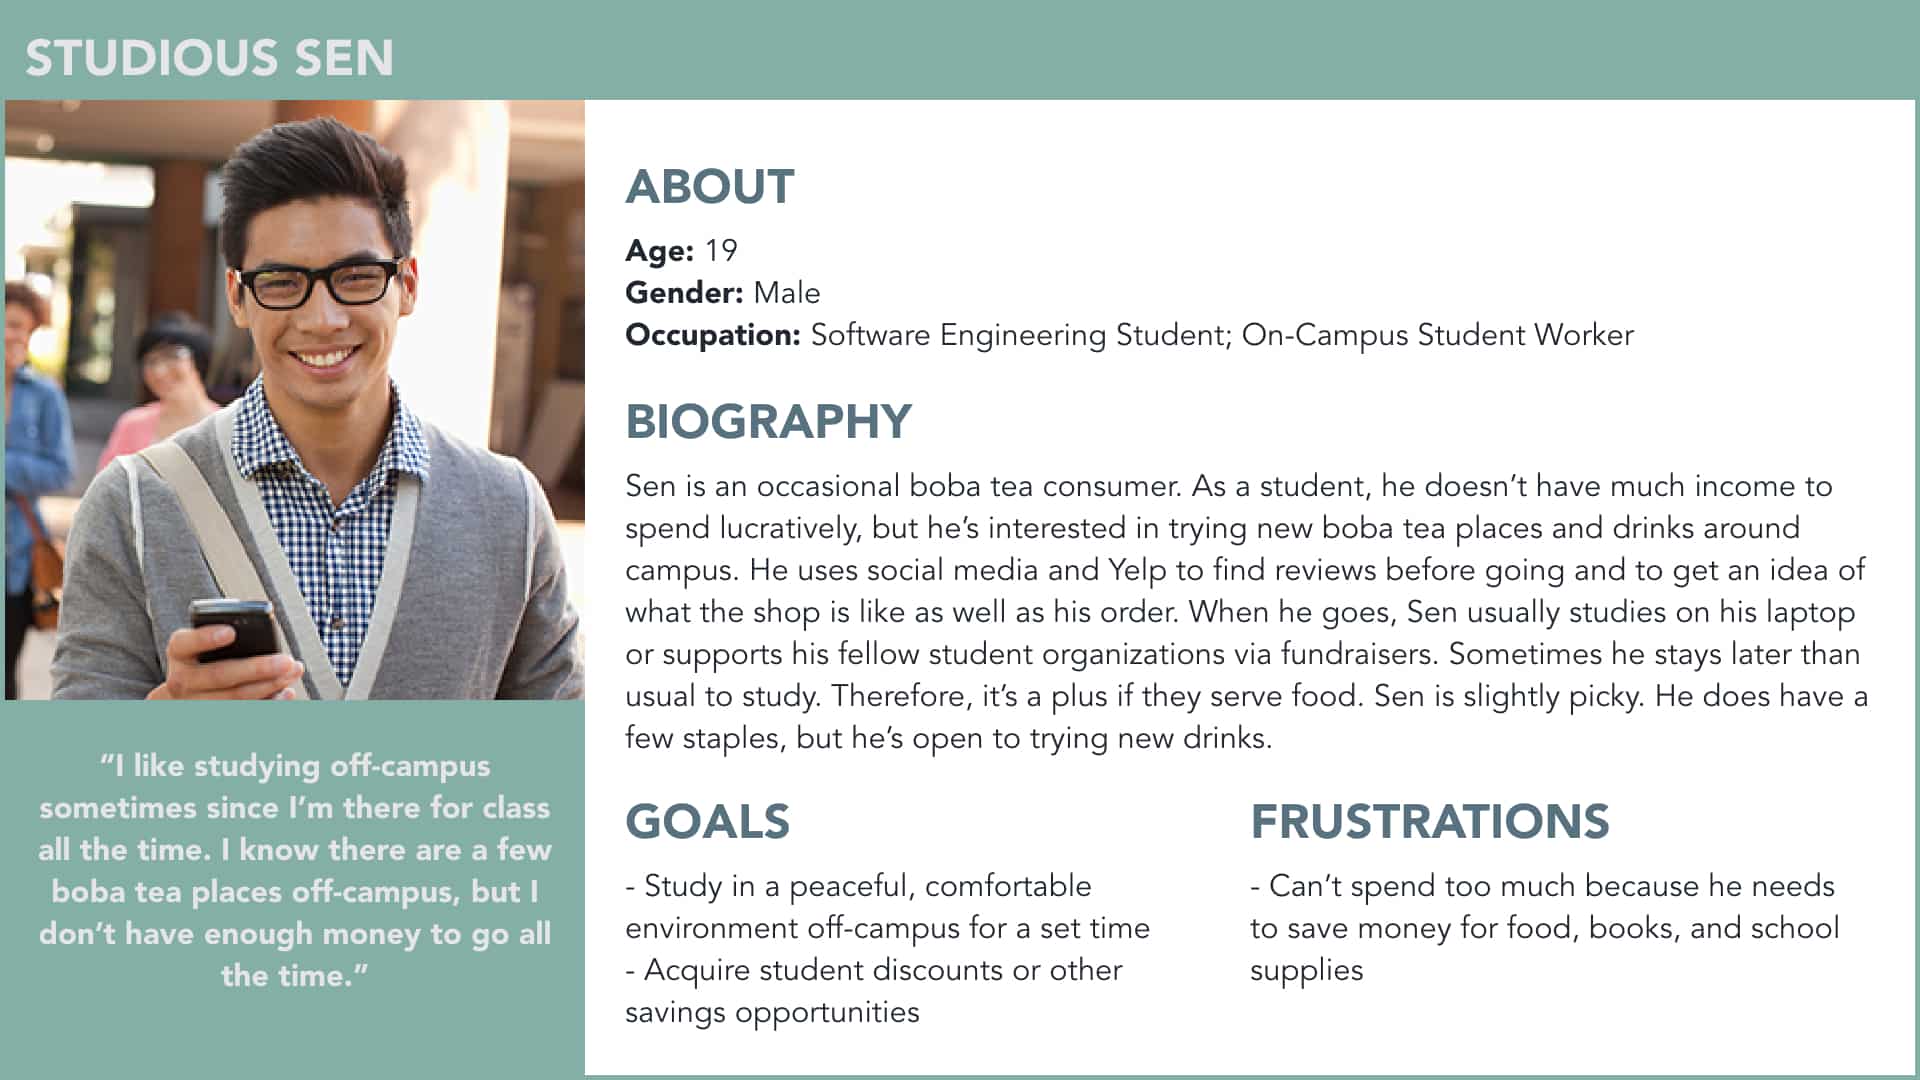 STUDIOUS SEN
"I like studying off-campus
sometimes since I'm there for class
all the time. I know there are a few
boba tea places off-campus, but I
don't have enough money to go all
the time."
ABOUT
Age: 19
Gender: Male
Occupation: Software Engineering Student; On-Campus Student Worker
BIOGRAPHY
Sen is an occasional boba tea consumer. As a student, he doesn't have much income to
spend lucratively, but he's interested in trying new boba tea places and drinks around
campus. He uses social media and Yelp to find reviews before going and to get an idea of
what the shop is like as well as his order. When he goes, Sen usually studies on his laptop
or supports his fellow student organizations via fundraisers. Sometimes he stays later than
usual to study. Therefore, it's a plus if they serve food. Sen is slightly picky. He does have a
few staples, but he's open to trying new drinks.
GOALS
- Study in a peaceful, comfortable
environment off-campus for a set time
- Acquire student discounts or other
savings opportunities
FRUSTRATIONS
- Can't spend too much because he needs
to save money for food, books, and school
supplies